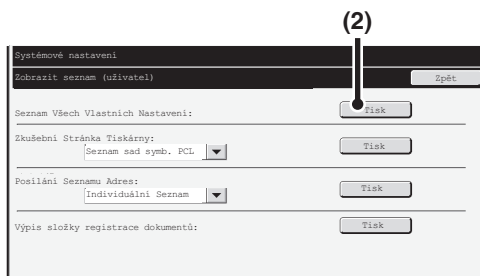 (2)
Systémové nastavení
Zobrazit seznam (uživatel)
Zpět
Seznam Všech Vlastních Nastavení:
Tisk
Zkušební Stránka Tiskárny:
Seznam sad symb. PCL
Tisk
Posílání Seznamu Adres:
Individuální Seznam
Tisk
Výpis složky registrace dokumentů:
Tisk